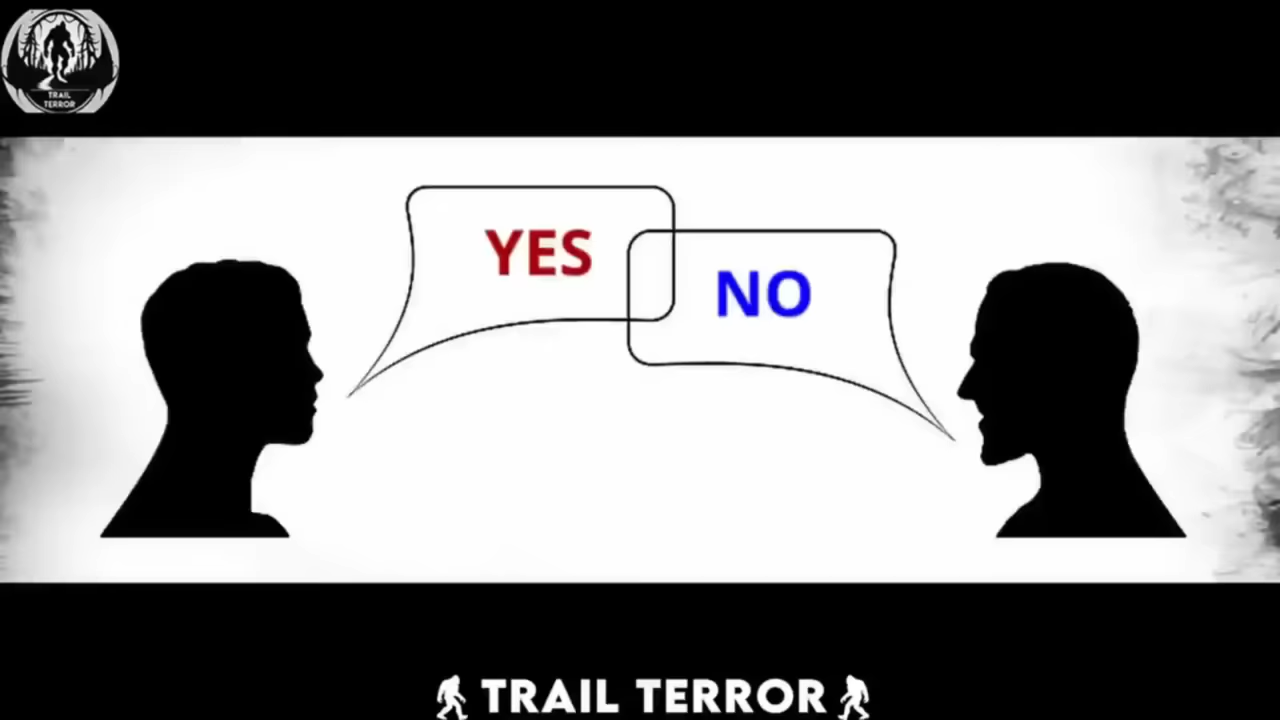 TRAIL
TERROR
YES
NO
TRAIL TERROR